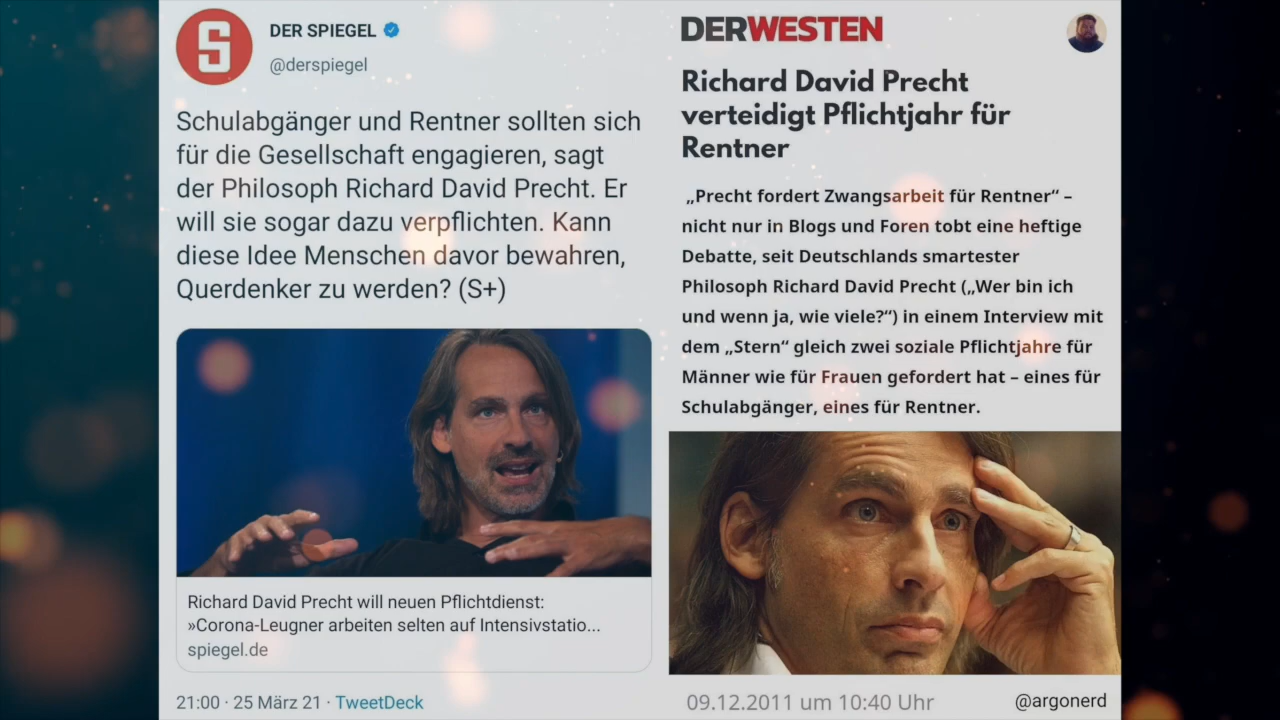 DER SPIEGEL
@derspiegel
Schulabgänger und Rentner sollten sich
für die Gesellschaft engagieren, sagt
der Philosoph Richard David Precht. Er
will sie sogar dazu verpflichten. Kann
diese Idee Menschen davor bewahren,
Querdenker zu werden? (S+)
Richard David Precht will neuen Pflichtdienst:
»Corona-Leugner arbeiten selten auf Intensivstatio...
spiegel.de
21:00 · 25 März 21 · TweetDeck
DERWESTEN
Richard David Precht
verteidigt Pflichtjahr für
Rentner
„Precht fordert Zwangsarbeit für Rentner“ –
nicht nur in Blogs und Foren tobt eine heftige
Debatte, seit Deutschlands smartester
Philosoph Richard David Precht („Wer bin ich
und wenn ja, wie viele?“) in einem Interview mit
dem „Stern“ gleich zwei soziale Pflichtjahre für
Männer wie für Frauen gefordert hat – eines für
Schulabgänger, eines für Rentner.
09.12.2011 um 10:40 Uhr
@argonerd